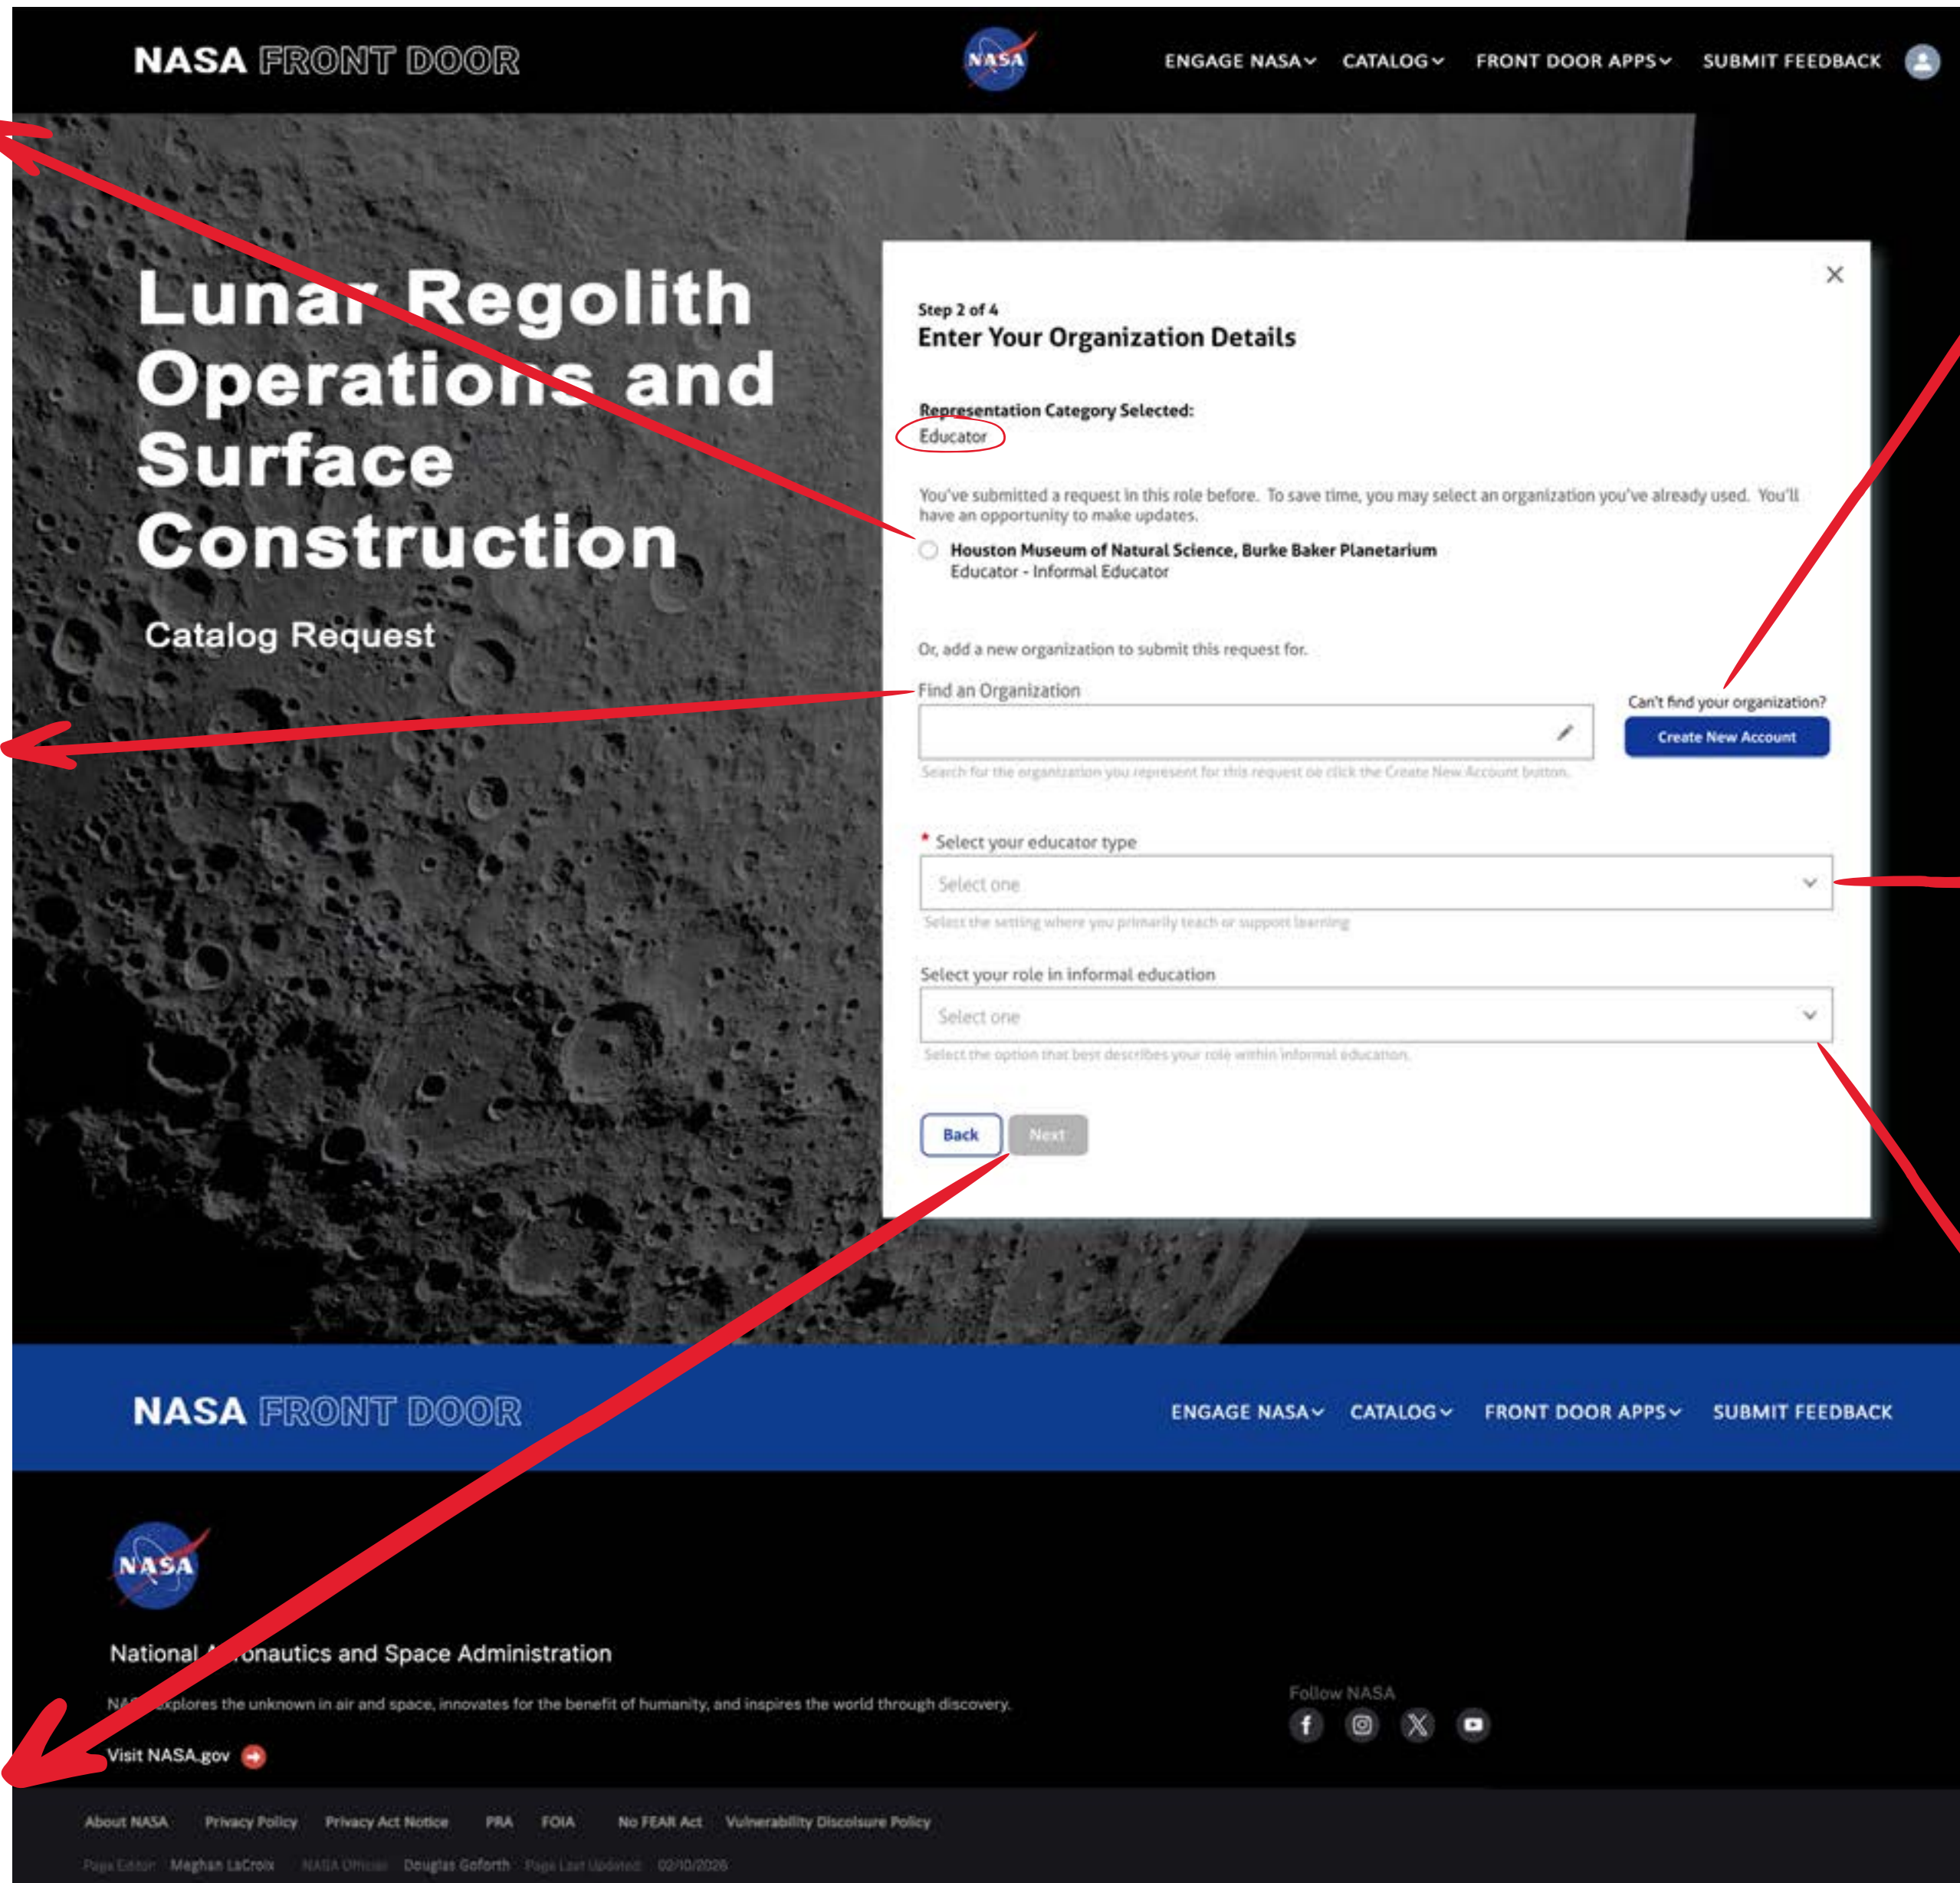 NASA FRONT DOOR
NASA
ENGAGE NASA CATALOG FRONT DOOR APPS SUBMIT FEEDBACK
Lunar Regolith
Operations and
Surface
Construction
Catalog Request
Step 2 of 4
Enter Your Organization Details
Representation Category Selected:
Educator
You've submitted a request in this role before. To save time, you may select an organization you've already used. You'll
have an opportunity to make updates.
Houston Museum of Natural Science, Burke Baker Planetarium
Educator - Informal Educator
Or, add a new organization to submit this request for.
Find an Organization
Can't find your organization?
Create New Account
Search for the organization you represent for this request or click the Create New Account button.
* Select your educator type
Select one
Select the setting where you primarily teach or support learning
Select your role in informal education
Select one
Select the option that best describes your role within informal education.
Back Next
NASA FRONT DOOR
ENGAGE NASA CATALOG FRONT DOOR APPS SUBMIT FEEDBACK
NASA
National Aeronautics and Space Administration
NASA explores the unknown in air and space, innovates for the benefit of humanity, and inspires the world through discovery.
Follow NASA
Visit NASA.gov
About NASA Privacy Policy Privacy Act Notice PRA FOIA No FEAR Act Vulnerability Discolsure Policy
Page Editor: Meghan LaCroix NASA Official: Douglas Goforth Page Last Updated: 02/10/2026